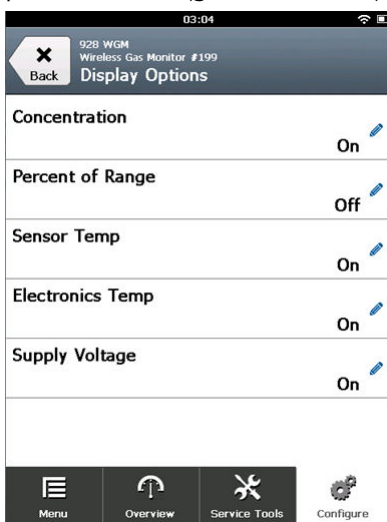 03:04
928 WGM
Wireless Gas Monitor #199
Back
Display Options
Concentration
On
Percent of Range
Off
Sensor Temp
On
Electronics Temp
On
Supply Voltage
On
Menu
Overview
Service Tools
Configure